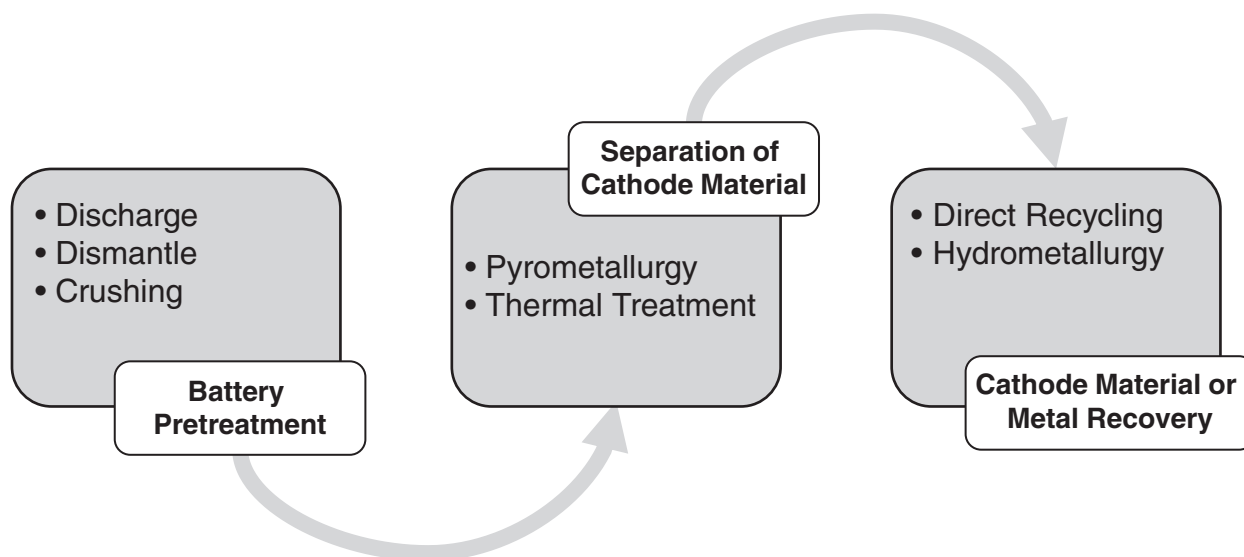 • Discharge
• Dismantle
• Crushing
Battery
Pretreatment
Separation of
Cathode Material
• Pyrometallurgy
• Thermal Treatment
• Direct Recycling
• Hydrometallurgy
Cathode Material or
Metal Recovery